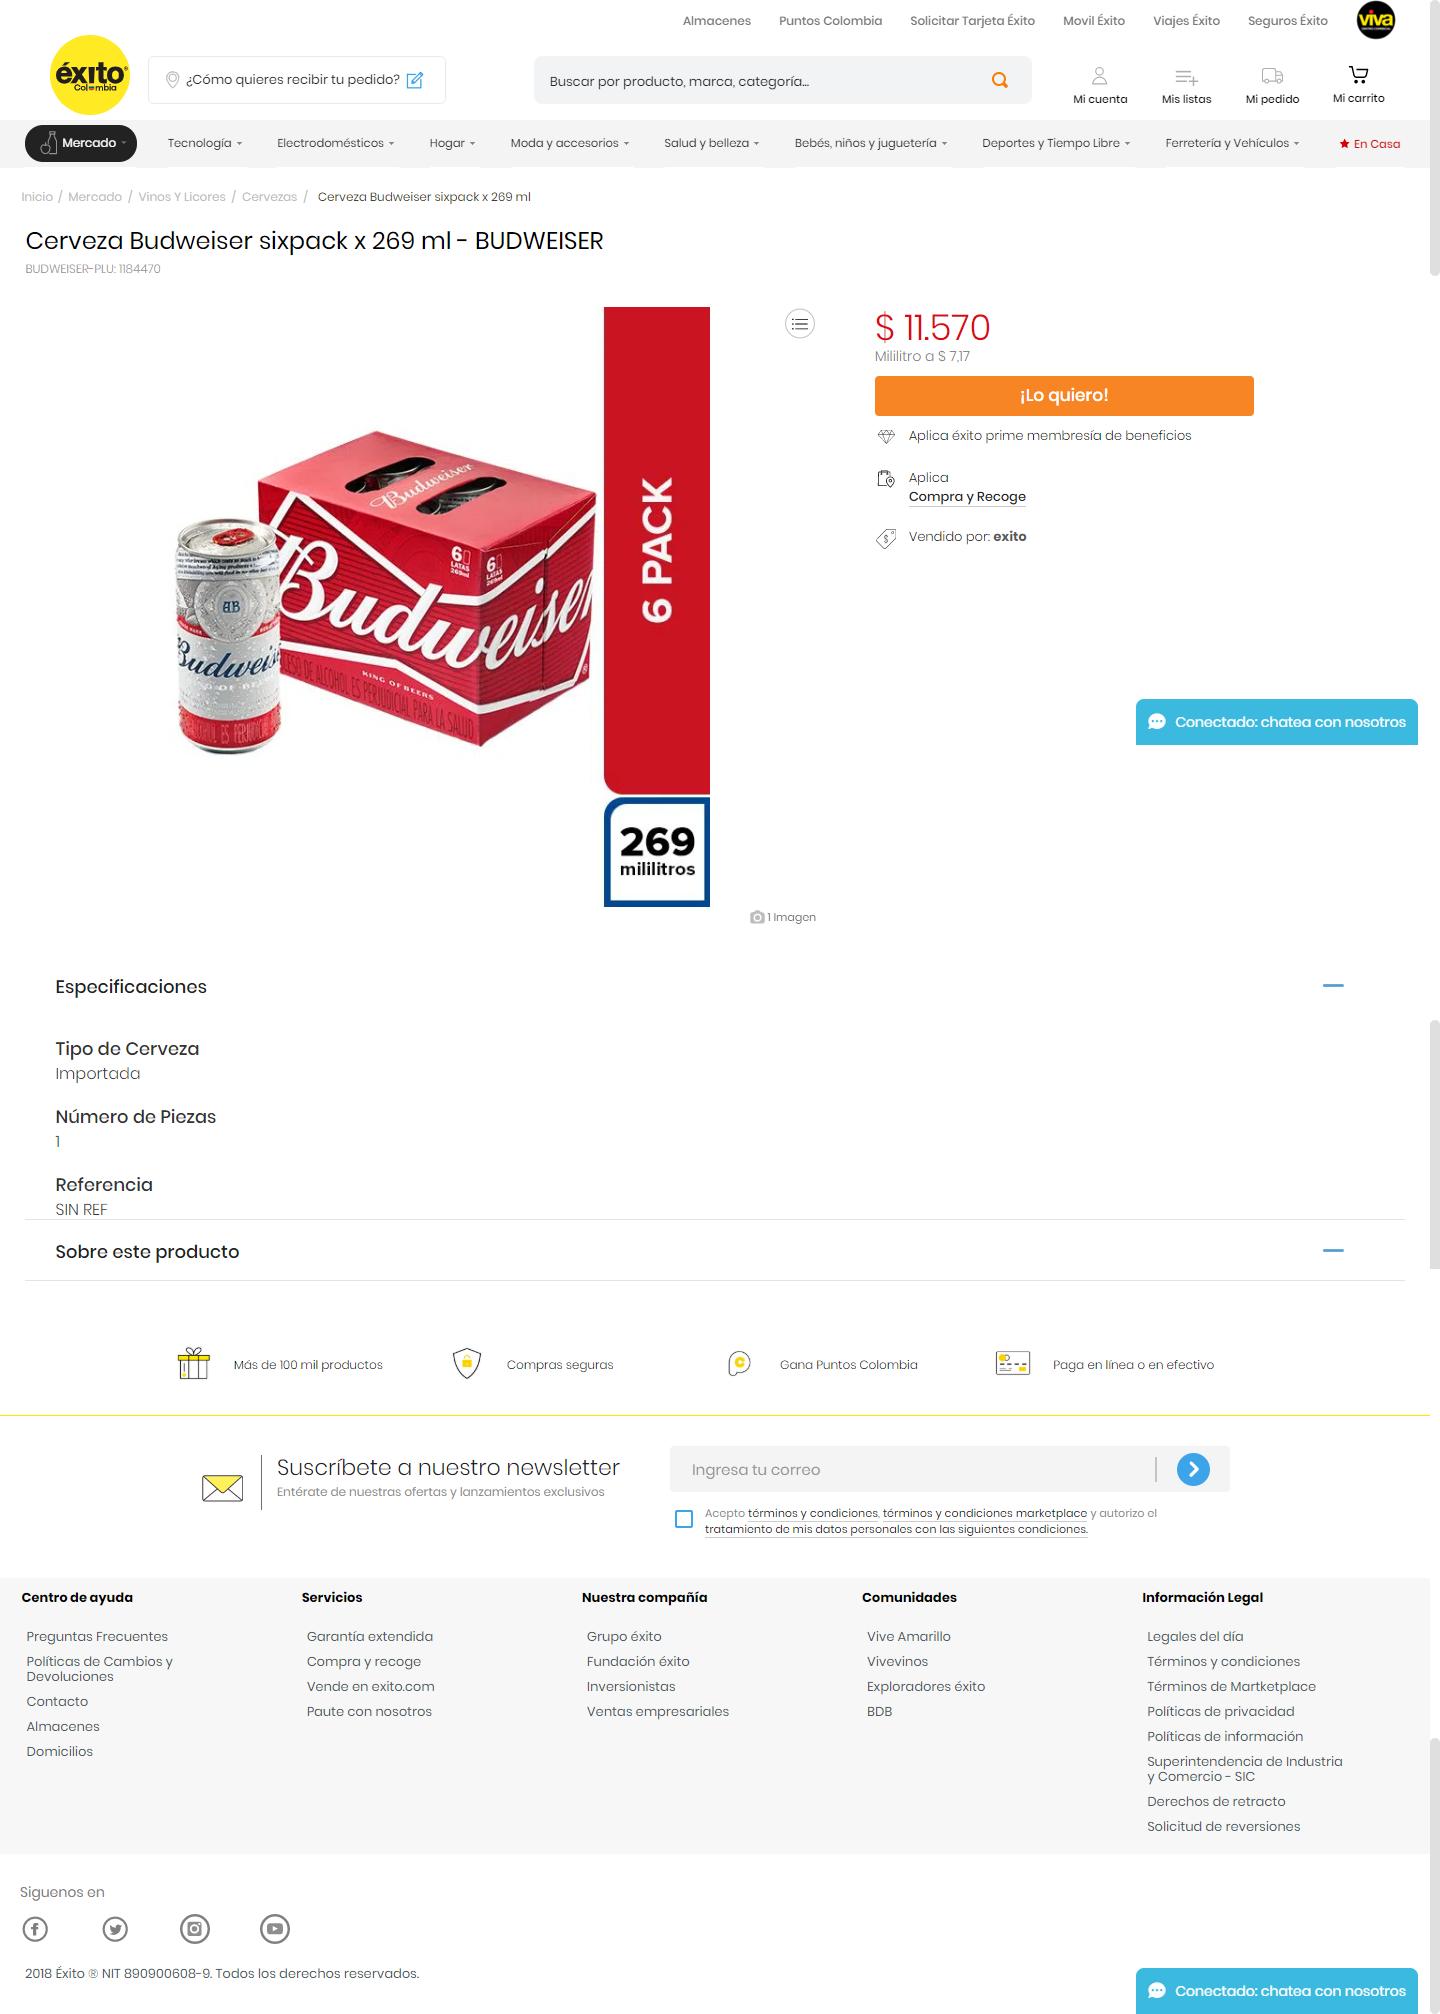 Almacenes Puntos Colombia Solicitar Tarjeta Éxito Movil Éxito Viajes Éxito Seguros Éxito viva
éxito
Colombia
¿Cómo quieres recibir tu pedido?
Buscar por producto, marca, categoría...
Mi cuenta Mis listas Mi pedido Mi carrito
Mercado Tecnología Electrodomésticos Hogar Moda y accesorios Salud y belleza Bebés, niños y juguetería Deportes y Tiempo Libre Ferretería y Vehículos En Casa
Inicio / Mercado / Vinos Y Licores / Cervezas / Cerveza Budweiser sixpack x 269 ml
Cerveza Budweiser sixpack x 269 ml - BUDWEISER
BUDWEISER-PLU: 1184470
Budweiser
6 LATAS 269ml
6 LATAS 269ml
Budweiser
KING OF BEERS
CESO DE ALCOHOL ES PERJUDICIAL PARA LA SALUD
AB
Budweis
6 PACK
269
mililitros
1 Imagen
$ 11.570
Mililitro a $ 7,17
¡Lo quiero!
Aplica éxito prime membresía de beneficios
Aplica
Compra y Recoge
Vendido por: exito
Conectado: chatea con nosotros
Especificaciones
Tipo de Cerveza
Importada
Número de Piezas
1
Referencia
SIN REF
Sobre este producto
Más de 100 mil productos Compras seguras Gana Puntos Colombia Paga en línea o en efectivo
Suscríbete a nuestro newsletter
Entérate de nuestras ofertas y lanzamientos exclusivos
Ingresa tu correo
Acepto términos y condiciones, términos y condiciones marketplace y autorizo el
tratamiento de mis datos personales con las siguientes condiciones.
Centro de ayuda
Preguntas Frecuentes
Políticas de Cambios y
Devoluciones
Contacto
Almacenes
Domicilios
Servicios
Garantía extendida
Compra y recoge
Vende en exito.com
Paute con nosotros
Nuestra compañía
Grupo éxito
Fundación éxito
Inversionistas
Ventas empresariales
Comunidades
Vive Amarillo
Vivevinos
Exploradores éxito
BDB
Información Legal
Legales del día
Términos y condiciones
Términos de Martketplace
Políticas de privacidad
Políticas de información
Superintendencia de Industria
y Comercio - SIC
Derechos de retracto
Solicitud de reversiones
Siguenos en
2018 Éxito ® NIT 890900608-9. Todos los derechos reservados.
Conectado: chatea con nosotros